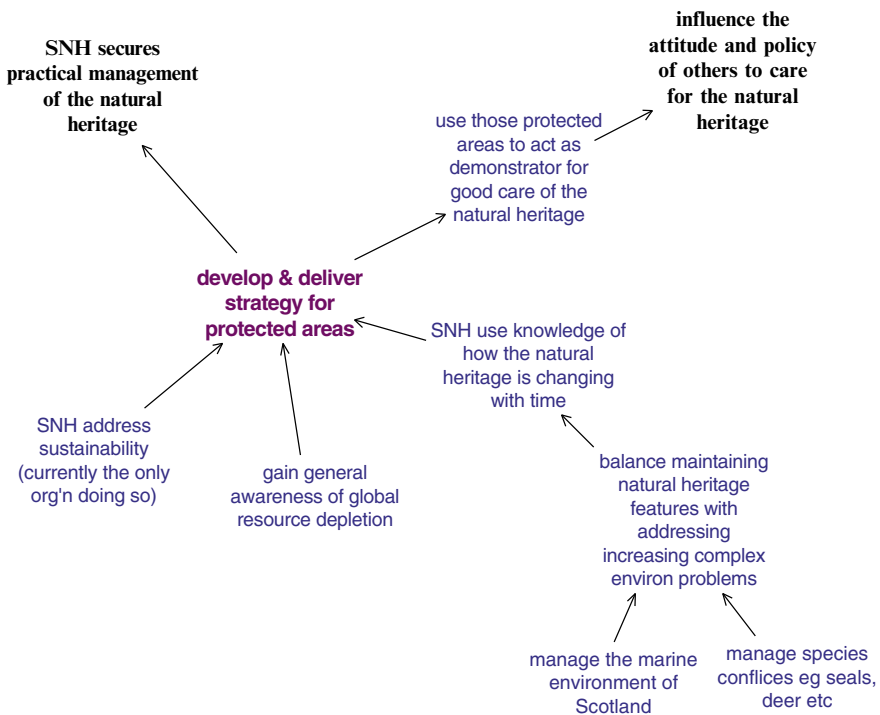 SNH secures
practical management
of the natural
heritage
influence the
attitude and policy
of others to care
for the natural
heritage
use those protected
areas to act as
demonstrator for
good care of the
natural heritage
develop & deliver
strategy for
protected areas
SNH use knowledge of
how the natural
heritage is changing
with time
SNH address
sustainability
(currently the only
org'n doing so)
gain general
awareness of global
resource depletion
balance maintaining
natural heritage
features with
addressing
increasing complex
environ problems
manage the marine
environment of
Scotland
manage species
conflices eg seals,
deer etc